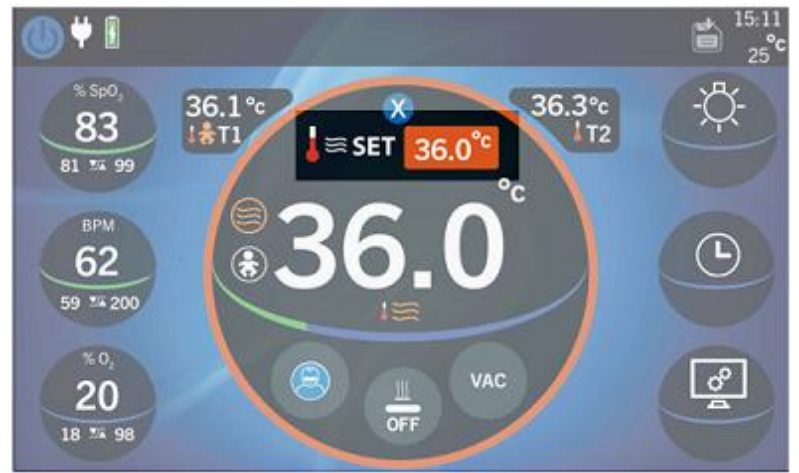 15:11
25°c
% SpO₂
83
81 99
BPM
62
59 200
% O₂
20
18 98
36.1°c
T1
X
SET 36.0°c
36.3°c
T2
36.0°c
OFF
VAC